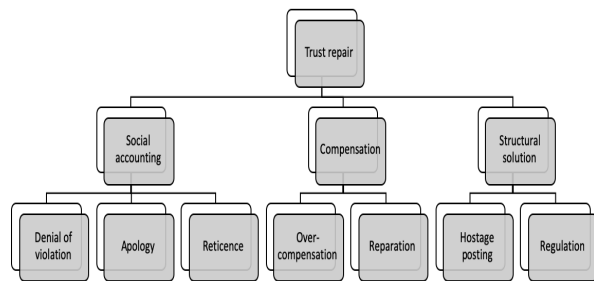 Trust repair
Social
accounting
Compensation
Structural
solution
Denial of
violation
Apology
Reticence
Over-
compensation
Reparation
Hostage
posting
Regulation